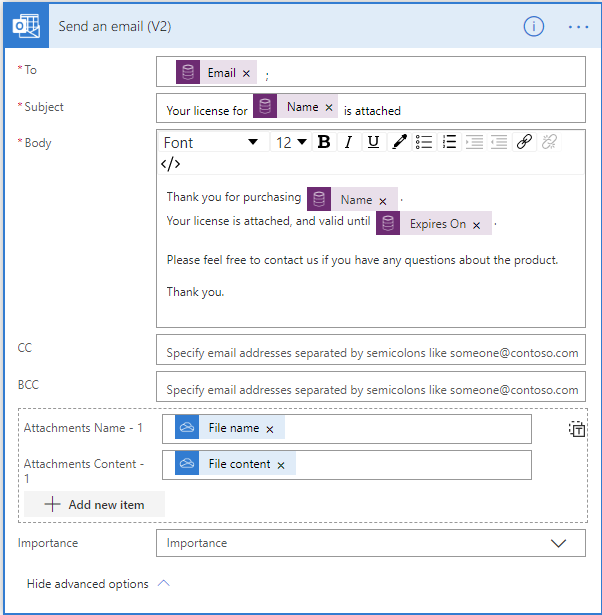 Send an email (V2)
* To
Email × ;
* Subject
Your license for Name × is attached
* Body
Font 12 B I U
</>
Thank you for purchasing Name × .
Your license is attached, and valid until Expires On × .
Please feel free to contact us if you have any questions about the product.
Thank you.
CC
Specify email addresses separated by semicolons like someone@contoso.com
BCC
Specify email addresses separated by semicolons like someone@contoso.com
Attachments Name - 1
File name ×
Attachments Content -
1
File content ×
+ Add new item
Importance
Importance
Hide advanced options